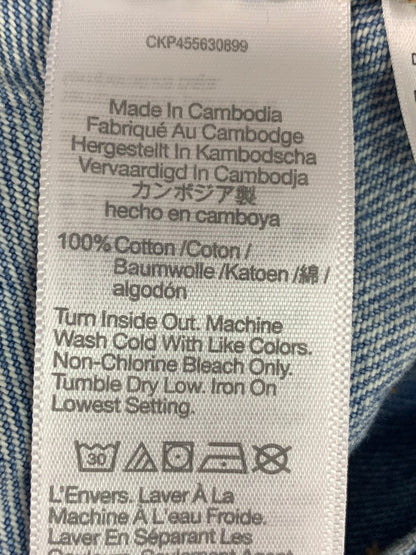 CKP455630899
Made In Cambodia
Fabriqué Au Cambodge
Hergestellt In Kambodscha
Vervaardigd In Cambodja
カンボジア製
hecho en camboya
100% Cotton /Coton /
Baumwolle /Katoen /綿 /
algodón
Turn Inside Out. Machine
Wash Cold With Like Colors.
Non-Chlorine Bleach Only.
Tumble Dry Low. Iron On
Lowest Setting.
30
L'Envers. Laver À La
Machine À L'eau Froide.
Laver En Séparant Les